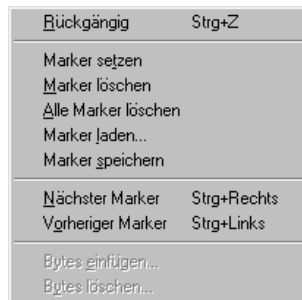 Rückgängig Strg+Z
Marker setzen
Marker löschen
Alle Marker löschen
Marker laden...
Marker speichern
Nächster Marker Strg+Rechts
Vorheriger Marker Strg+Links
Bytes einfügen...
Bytes löschen...